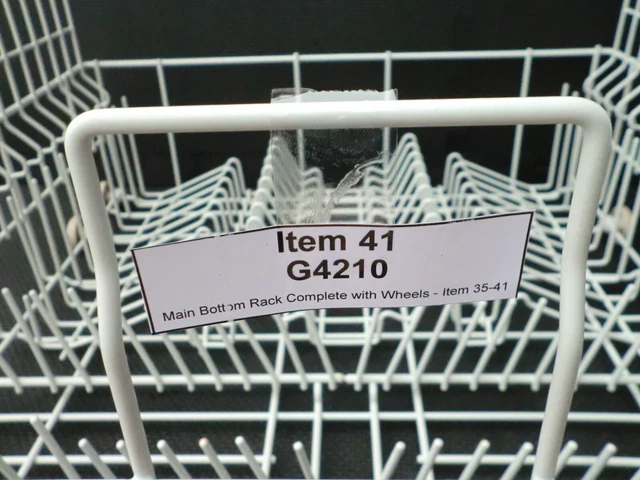 Item 41
G4210
Main Bottom Rack Complete with Wheels - Item 35-41